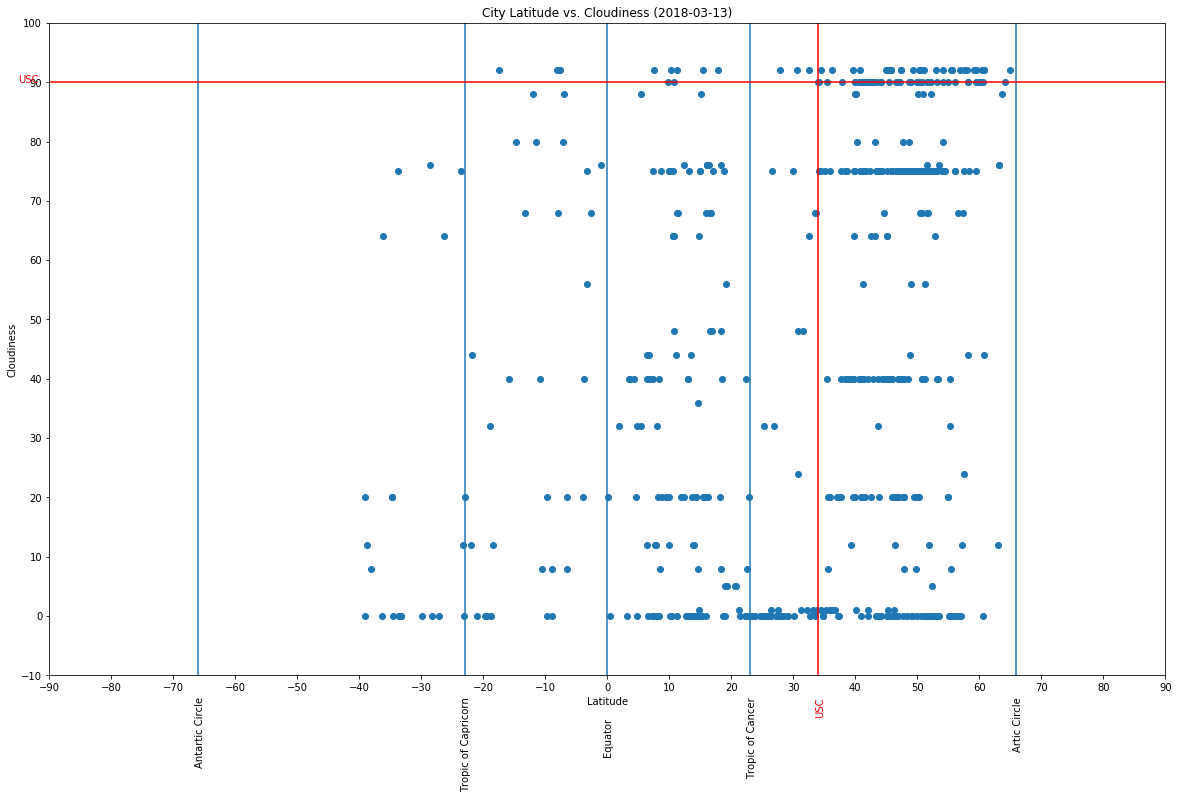 City Latitude vs. Cloudiness (2018-03-13)
100
USC
90
80
70
60
50
40
30
20
10
0
−10
Cloudiness
−90 −80 −70 −60 −50 −40 −30 −20 −10 0 10 20 30 40 50 60 70 80 90
Latitude
Antartic Circle
Tropic of Capricorn
Equator
Tropic of Cancer
USC
Artic Circle